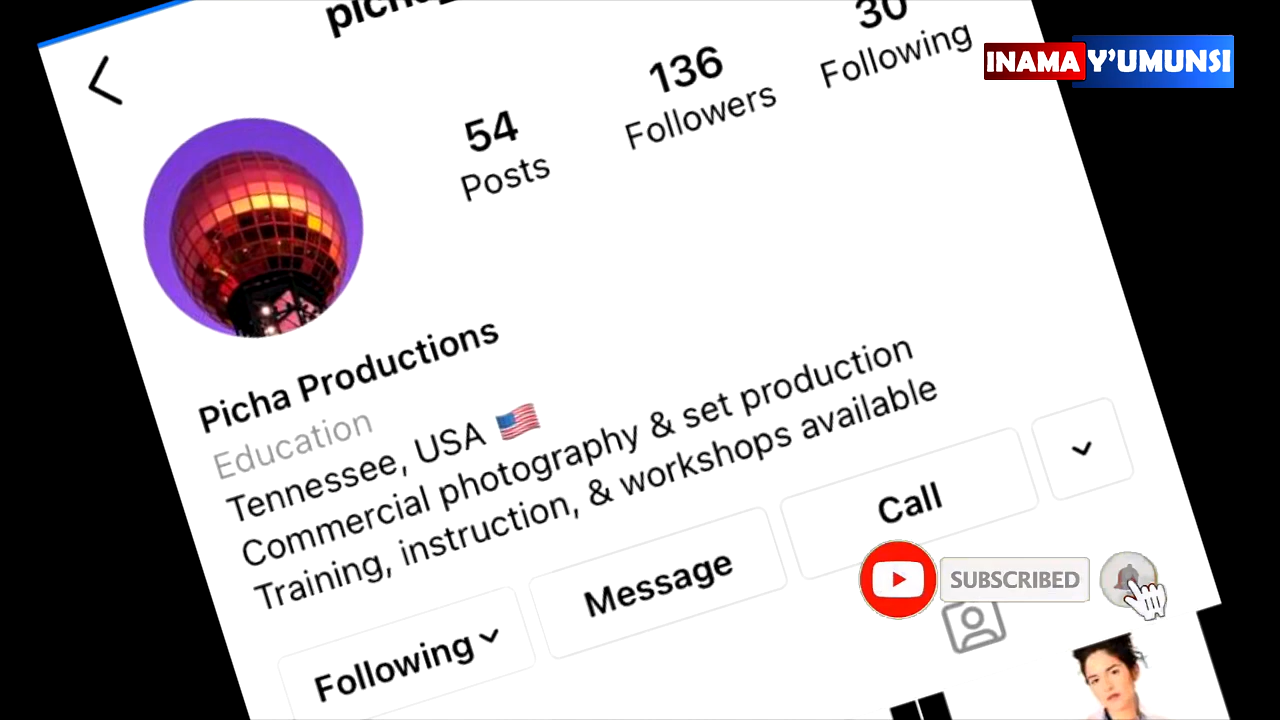 30
136
54
Following
Followers
Posts
INAMA Y'UMUNSI
Picha Productions
Education
Tennessee, USA 🇺🇸
Commercial photography & set production
Training, instruction, & workshops available
Following
Message
Call
SUBSCRIBED